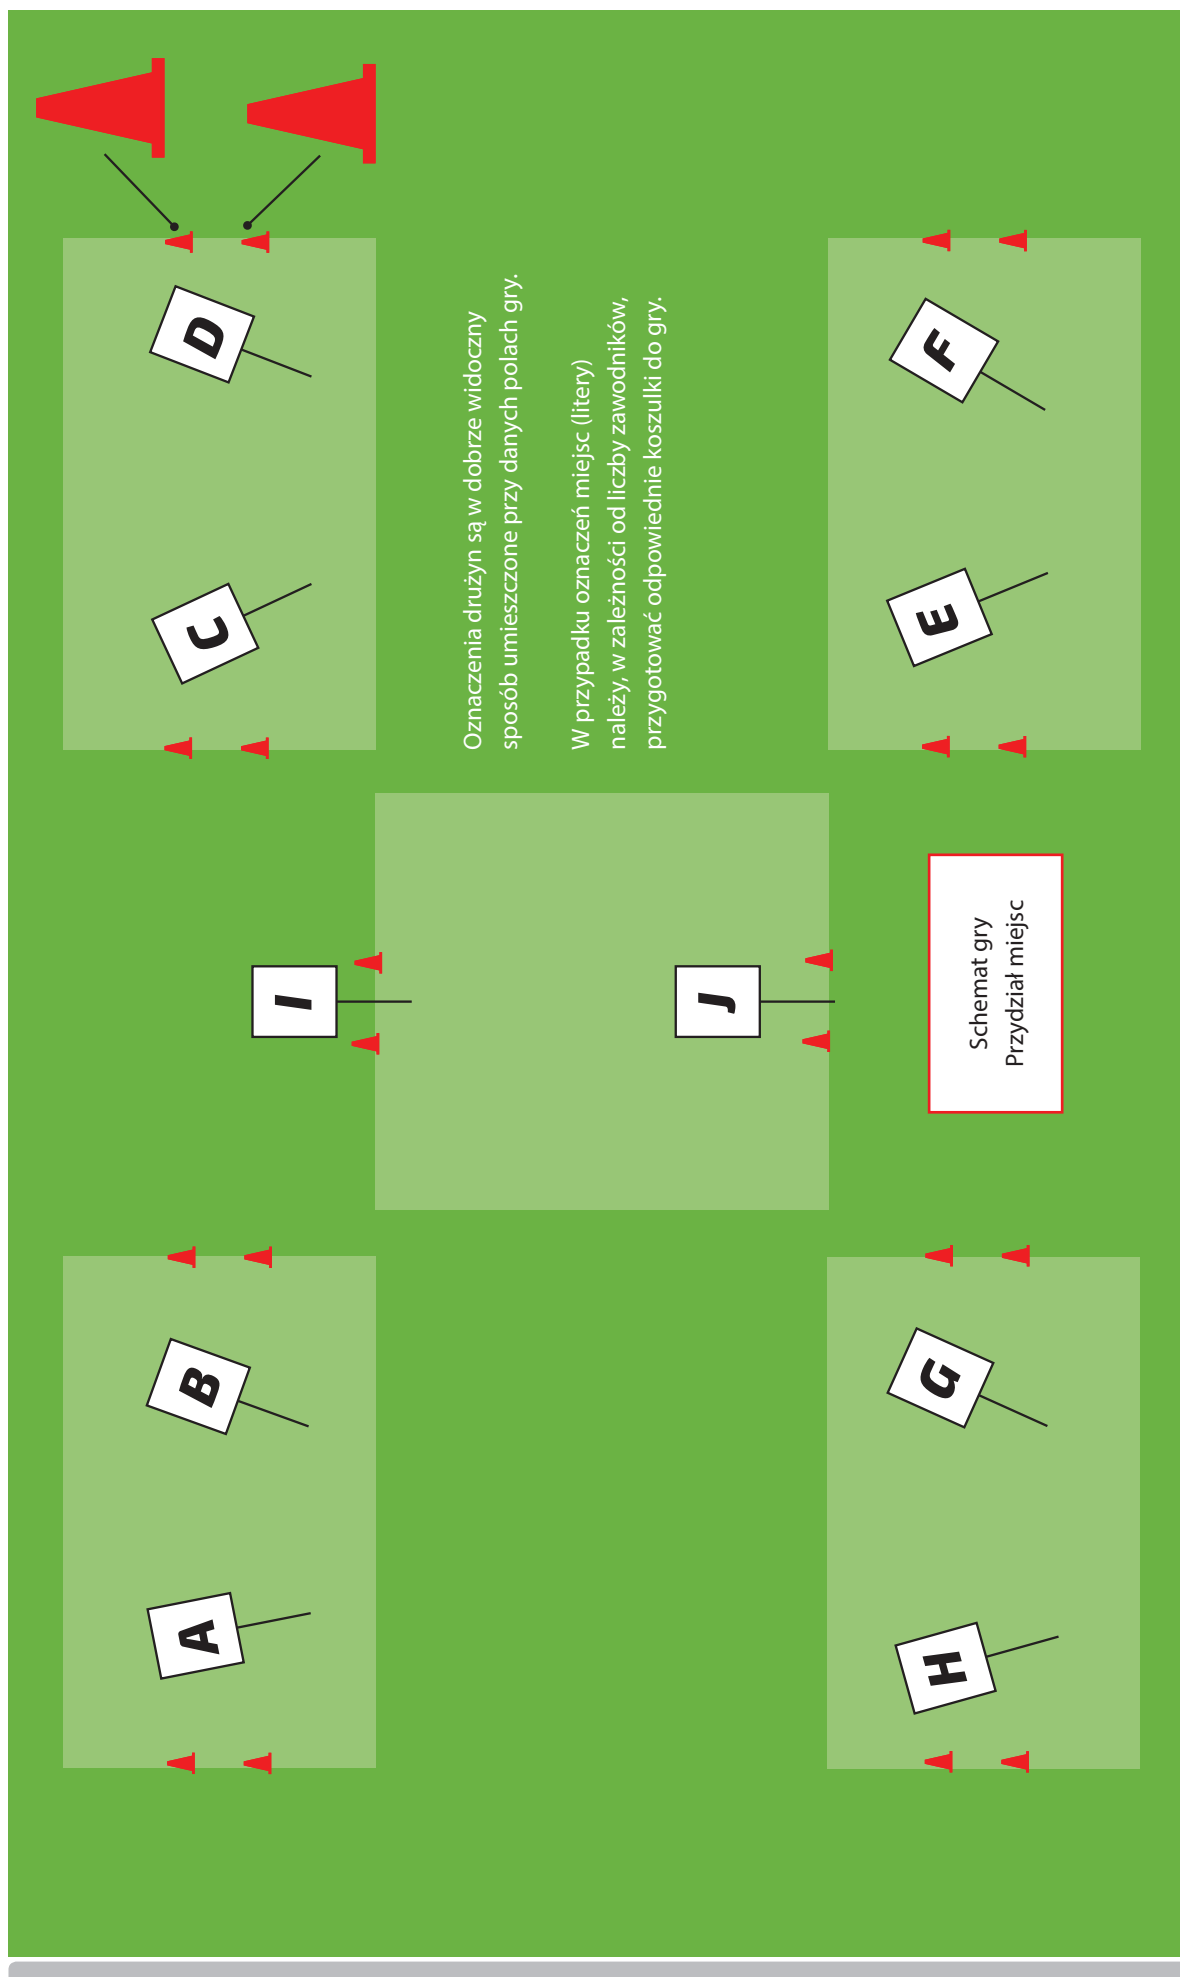 A
B
C
D
I
Oznaczenia drużyn są w dobrze widoczny
sposób umieszczone przy danych polach gry.
W przypadku oznaczeń miejsc (litery)
należy, w zależności od liczby zawodników,
przygotować odpowiednie koszulki do gry.
J
H
G
Schemat gry
Przydział miejsc
E
F